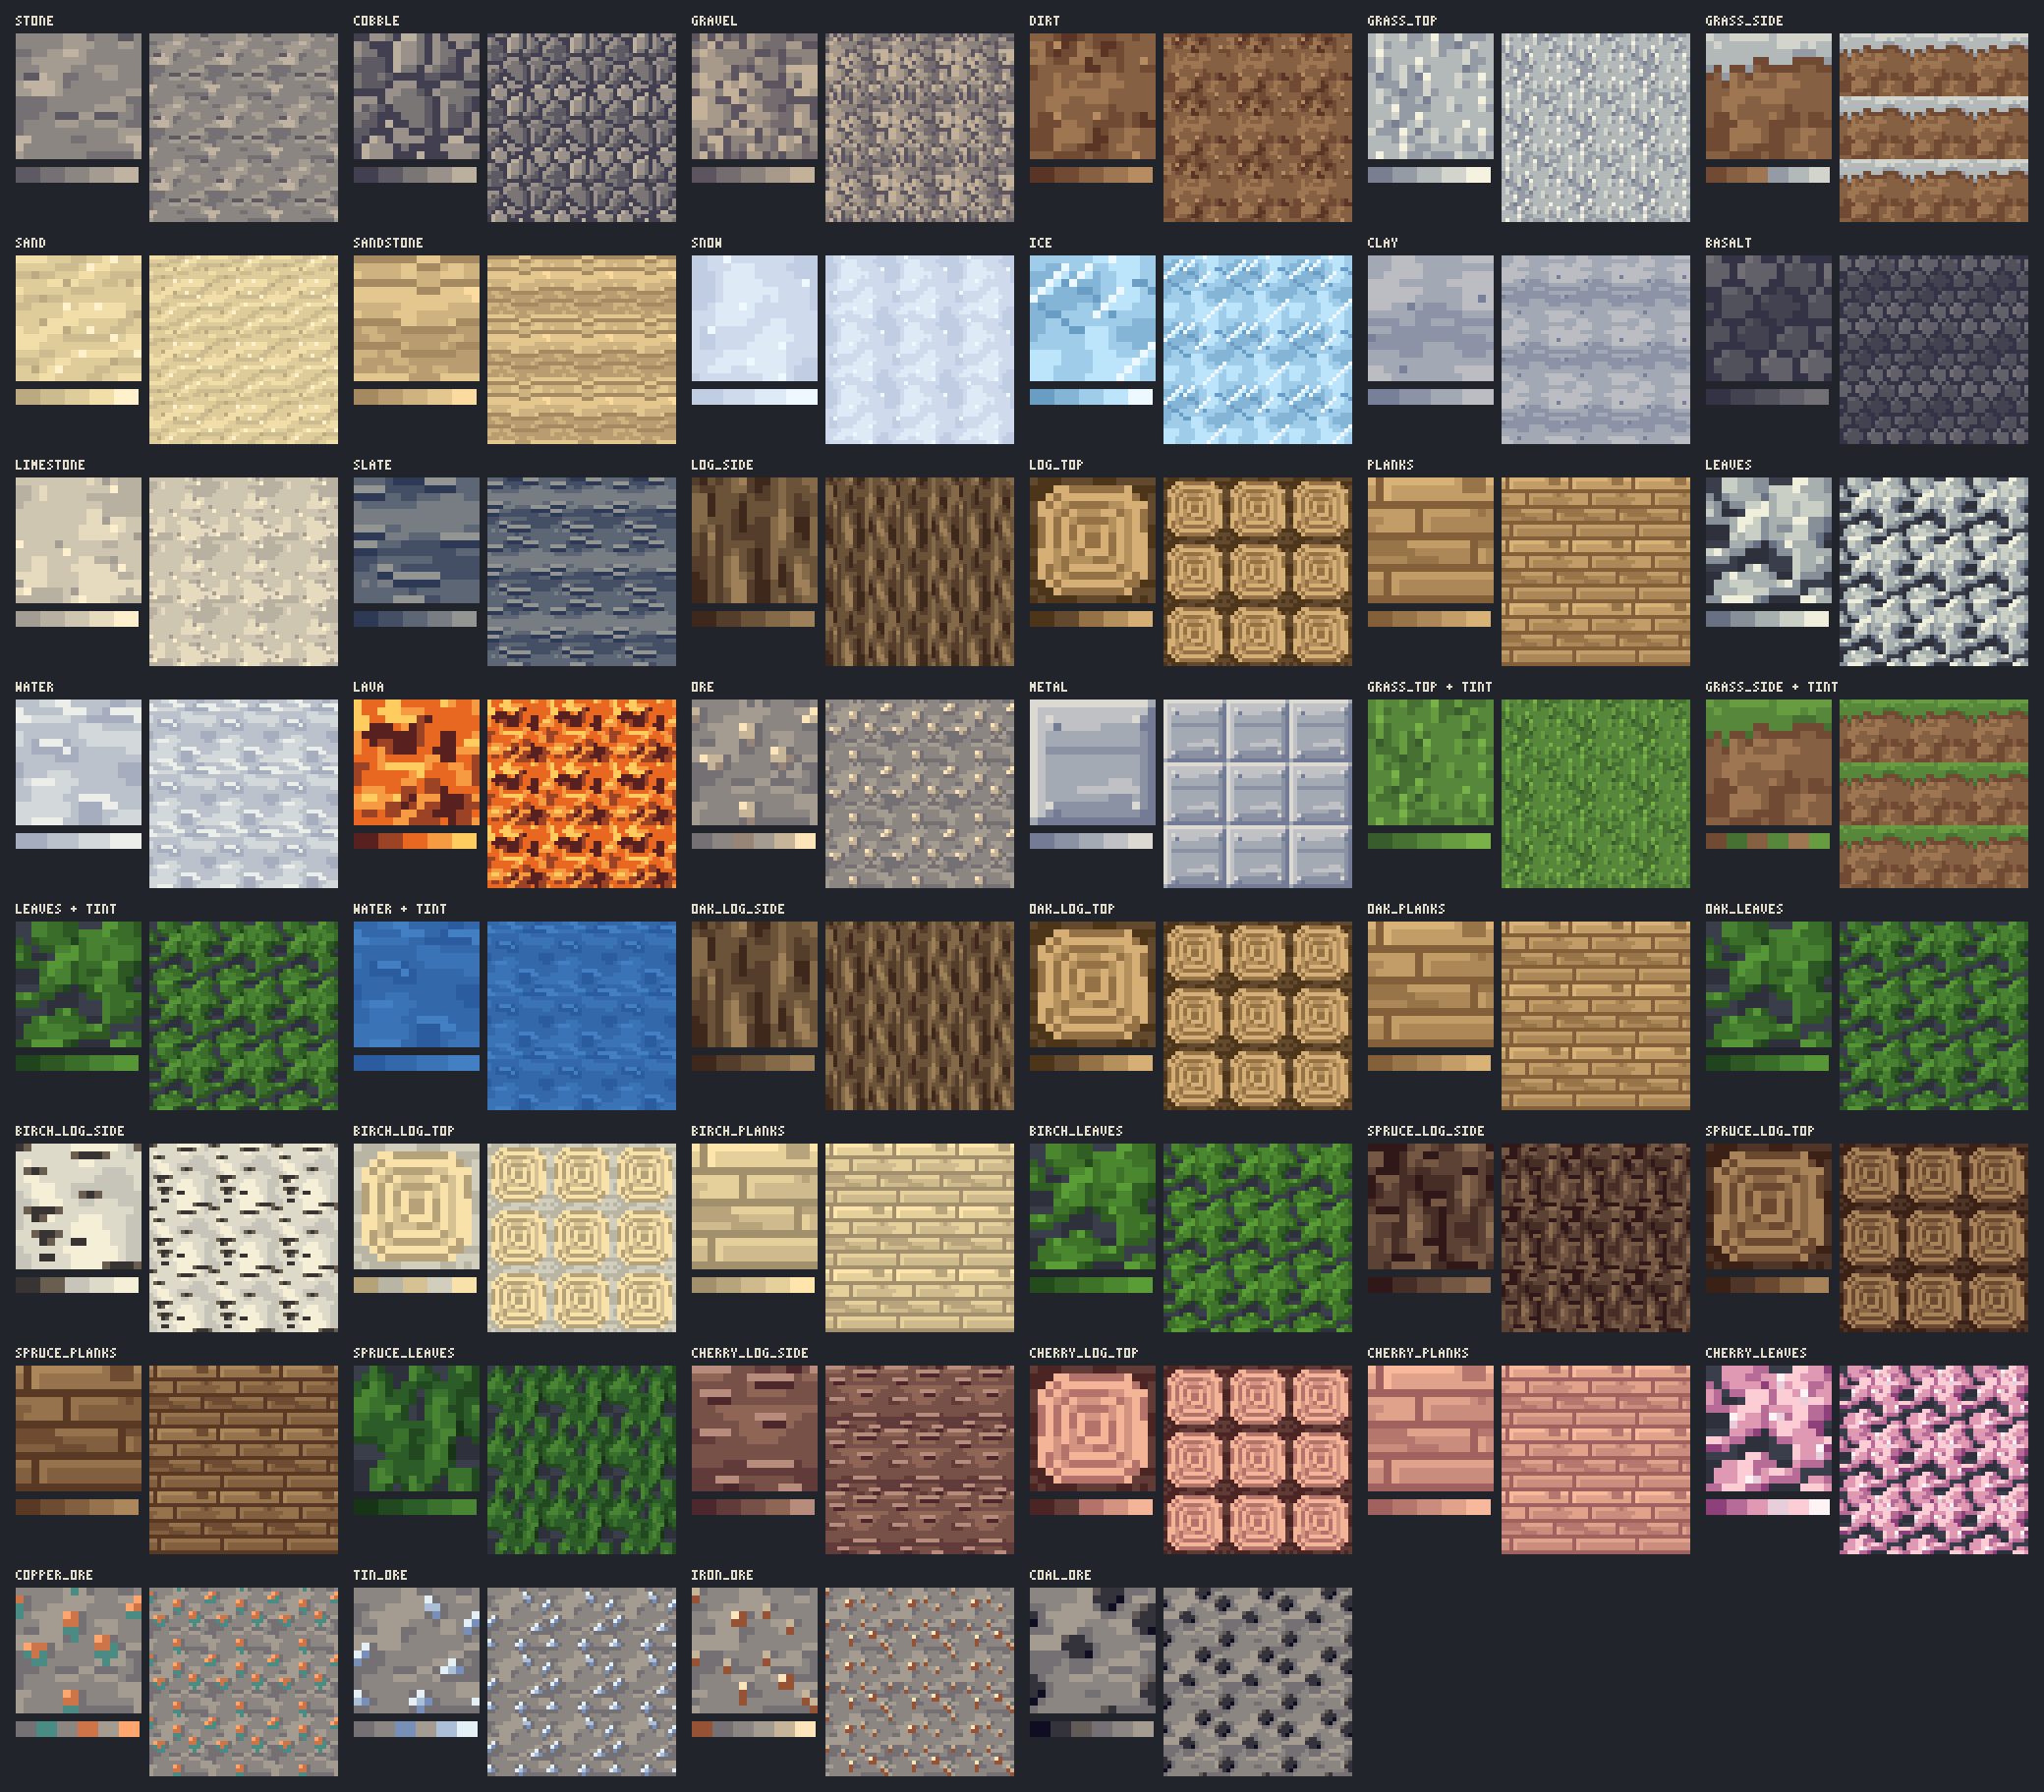 STONE
COBBLE
GRAVEL
DIRT
GRASS_TOP
GRASS_SIDE
SAND
SANDSTONE
SNOW
ICE
CLAY
BASALT
LIMESTONE
SLATE
LOG_SIDE
LOG_TOP
PLANKS
LEAVES
WATER
LAVA
ORE
METAL
GRASS_TOP + TINT
GRASS_SIDE + TINT
LEAVES + TINT
WATER + TINT
OAK_LOG_SIDE
OAK_LOG_TOP
OAK_PLANKS
OAK_LEAVES
BIRCH_LOG_SIDE
BIRCH_LOG_TOP
BIRCH_PLANKS
BIRCH_LEAVES
SPRUCE_LOG_SIDE
SPRUCE_LOG_TOP
SPRUCE_PLANKS
SPRUCE_LEAVES
CHERRY_LOG_SIDE
CHERRY_LOG_TOP
CHERRY_PLANKS
CHERRY_LEAVES
COPPER_ORE
TIN_ORE
IRON_ORE
COAL_ORE